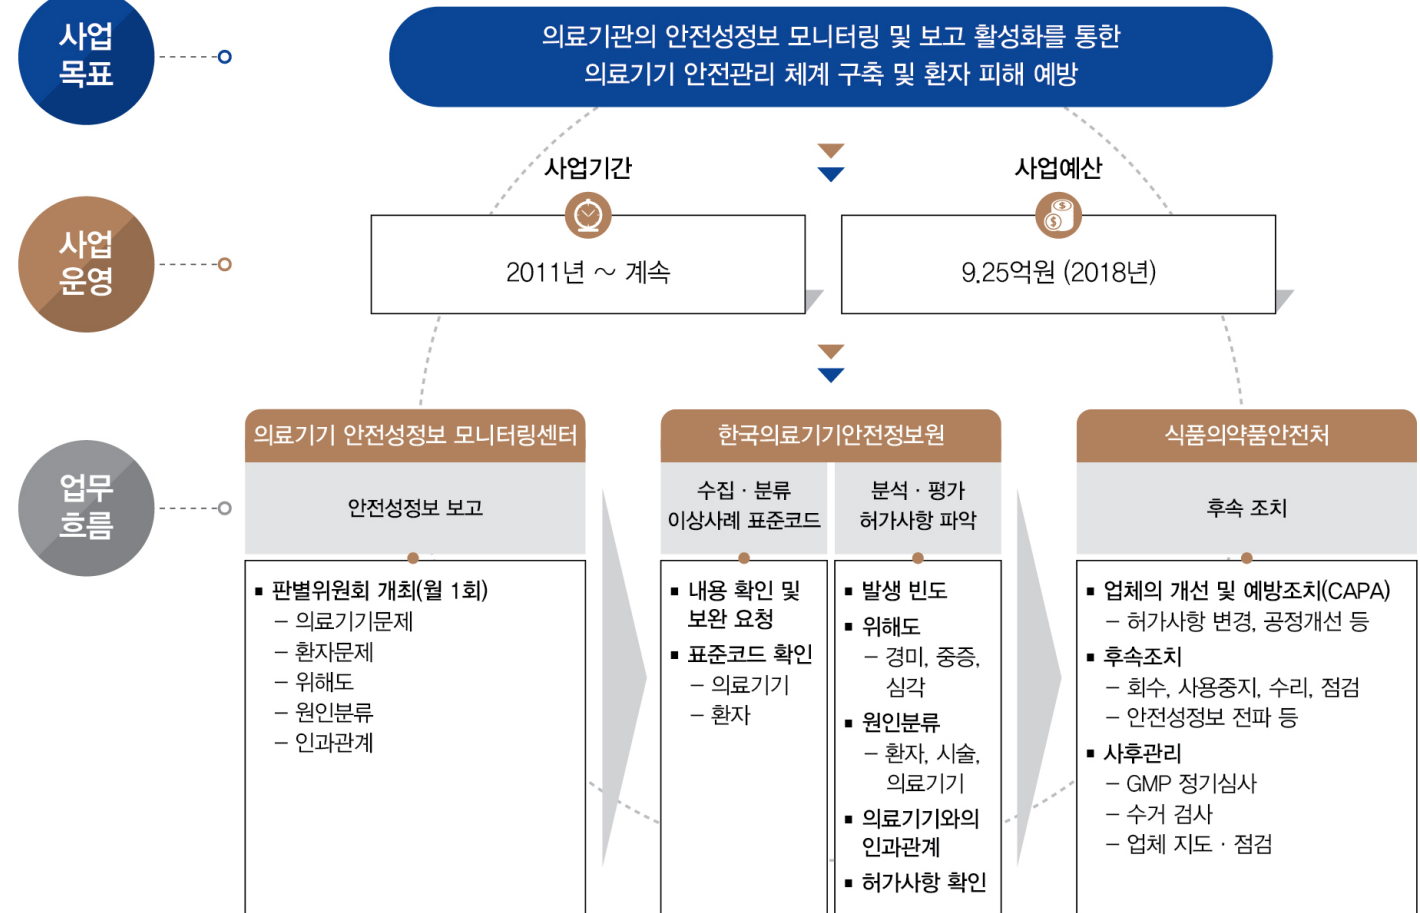 사업
목표
의료기관의 안전성정보 모니터링 및 보고 활성화를 통한
의료기기 안전관리 체계 구축 및 환자 피해 예방
사업
운영
사업기간
2011년 ~ 계속
사업예산
9.25억원 (2018년)
업무
흐름
의료기기 안전성정보 모니터링센터
안전성정보 보고
▪ 판별위원회 개최(월 1회)
– 의료기기문제
– 환자문제
– 위해도
– 원인분류
– 인과관계
한국의료기기안전정보원
수집 · 분류
이상사례 표준코드
▪ 내용 확인 및
보완 요청
▪ 표준코드 확인
– 의료기기
– 환자
분석 · 평가
허가사항 파악
▪ 발생 빈도
▪ 위해도
– 경미, 중증,
심각
▪ 원인분류
– 환자, 시술,
의료기기
▪ 의료기기와의
인과관계
▪ 허가사항 확인
식품의약품안전처
후속 조치
▪ 업체의 개선 및 예방조치(CAPA)
– 허가사항 변경, 공정개선 등
▪ 후속조치
– 회수, 사용중지, 수리, 점검
– 안전성정보 전파 등
▪ 사후관리
– GMP 정기심사
– 수거 검사
– 업체 지도 · 점검